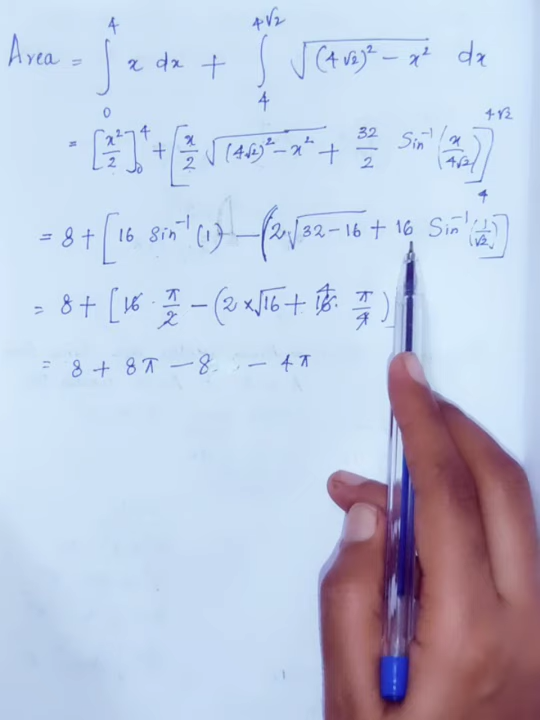 Area = ∫₀⁴ x dx + ∫₄^{4√2} √((4√2)² − x²) dx
= [x²/2]₀⁴ + [x/2 √((4√2)² − x²) + 32/2 Sin⁻¹(x/4√2)]₄^{4√2}
= 8 + [16 Sin⁻¹(1) − (2√(32−16) + 16 Sin⁻¹(1/√2)]
= 8 + [16 · π/2 − (2×√16 + 16 4 · π/4)
= 8 + 8π − 8 − 4π